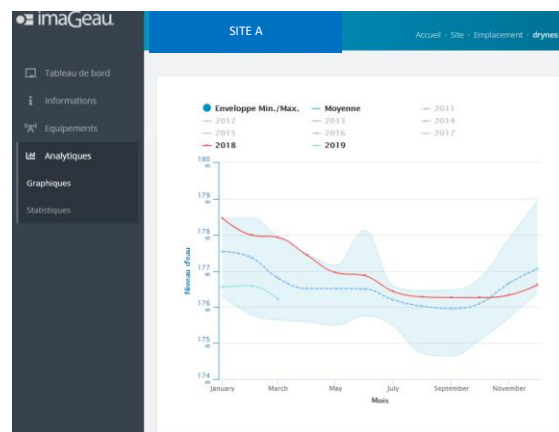 imaGeau.
SITE A
Accueil - Site - Emplacement - drynes
Tableau de bord
Informations
Equipements
Analytiques
Graphiques
Statistiques
Enveloppe Min./Max. Moyenne 2011
2012 2013 2014
2015 2016 2017
2018 2019
180 m
179 m
178 m
177 m
176 m
175 m
174 m
Niveau d'eau
January March May July September November
Mois